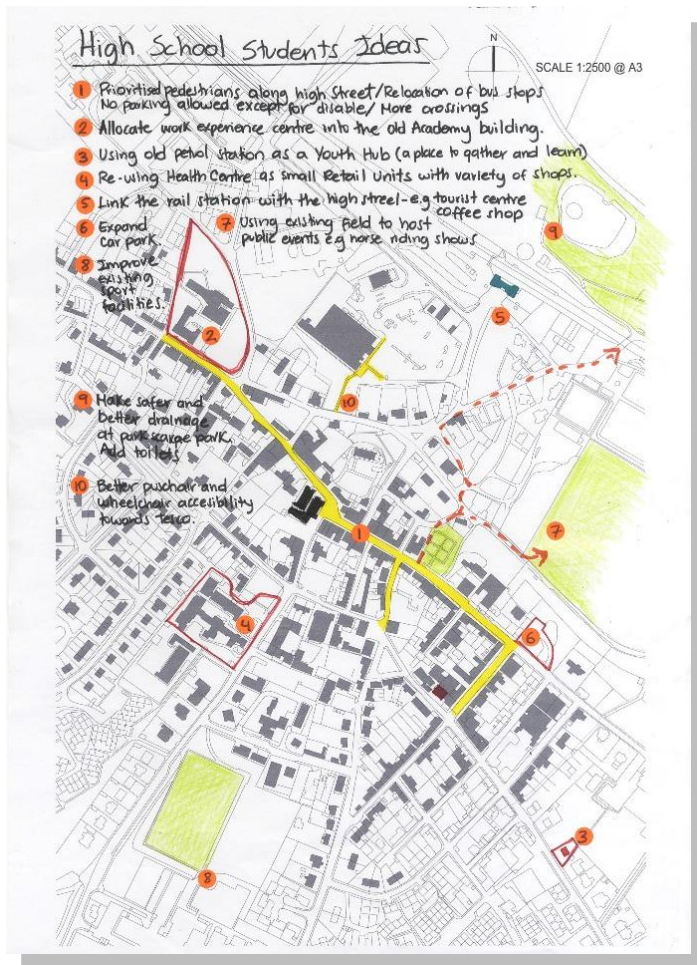 High School Students Ideas
N
SCALE 1:2500 @ A3
1 Prioritised pedestrians along high Street/Relocation of bus stops
No parking allowed except for disable/ More crossings
2 Allocate work experience centre into the old Academy building.
3 Using old petrol station as a Youth Hub (a place to gather and learn)
4 Re-using Health Centre as Small Retail Units with variety of shops.
5 Link the rail station with the high street - e.g tourist centre
coffee shop
6 Expand
car park.
7 Using existing field to host
public events e.g horse riding shows
8 Improve
existing
sport
facilities.
9
5
2
10
9 Make safer and
better drainage
at parkscarge park.
Add toilets
10 Better puschair and
wheelchair accesibility
towards tesco.
1
7
4
6
3
8